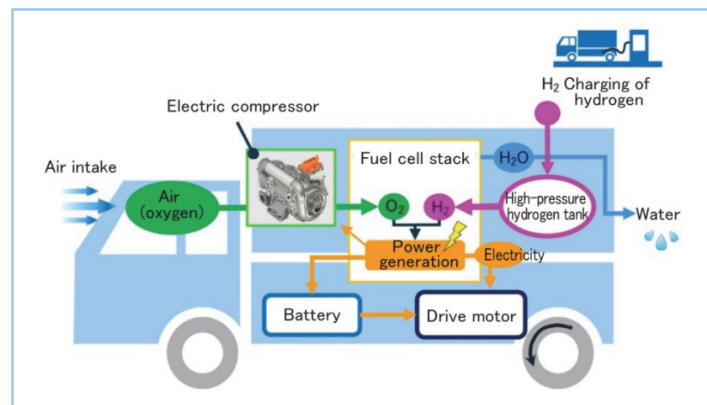 H2 Charging of
hydrogen
Electric compressor
Air intake
Air
(oxygen)
Fuel cell stack
H2O
O2
H2
High-pressure
hydrogen tank
Water
Power
generation
Electricity
Battery
Drive motor